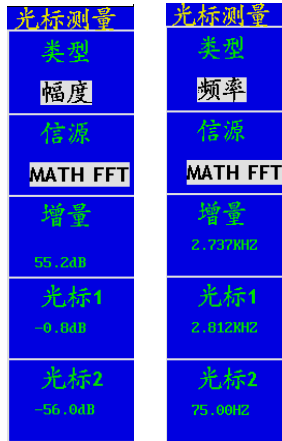 光标测量
类型
幅度
信源
MATH FFT
增量
55.2dB
光标1
-0.8dB
光标2
-56.0dB
光标测量
类型
频率
信源
MATH FFT
增量
2.737KHZ
光标1
2.812KHZ
光标2
75.00HZ